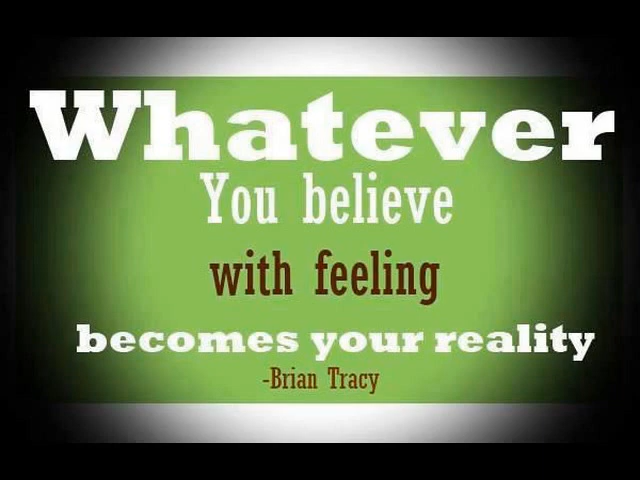 Whatever
You believe
with feeling
becomes your reality
-Brian Tracy